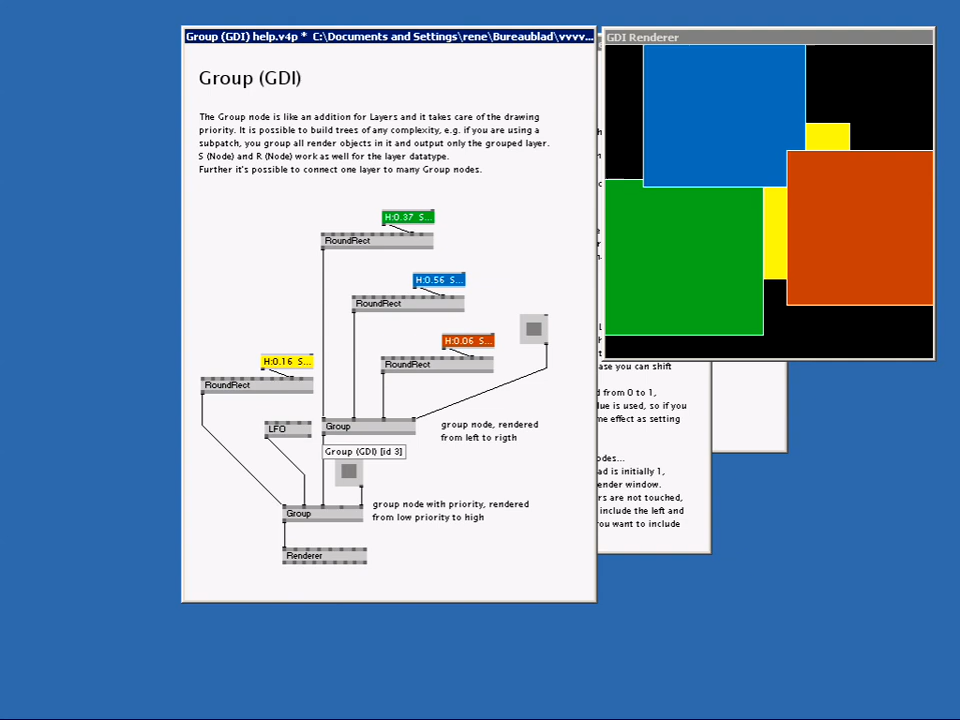 Group (GDI) help.v4p * C:\Documents and Settings\rene\Bureaublad\vvvv...
GDI Renderer
Group (GDI)
The Group node is like an addition for Layers and it takes care of the drawing
priority. It is possible to build trees of any complexity, e.g. if you are using a
subpatch, you group all render objects in it and output only the grouped layer.
S (Node) and R (Node) work as well for the layer datatype.
Further it's possible to connect one layer to many Group nodes.
H:0.37 S...
RoundRect
H:0.56 S...
RoundRect
H:0.06 S...
RoundRect
H:0.16 S...
RoundRect
LFO
Group
group node, rendered
from left to rigth
Group (GDI) [id 3]
Group
group node with priority, rendered
from low priority to high
Renderer
ase you can shift
d from 0 to 1,
lue is used, so if you
me effect as setting
odes...
ad is initially 1,
ender window.
ers are not touched,
include the left and
you want to include